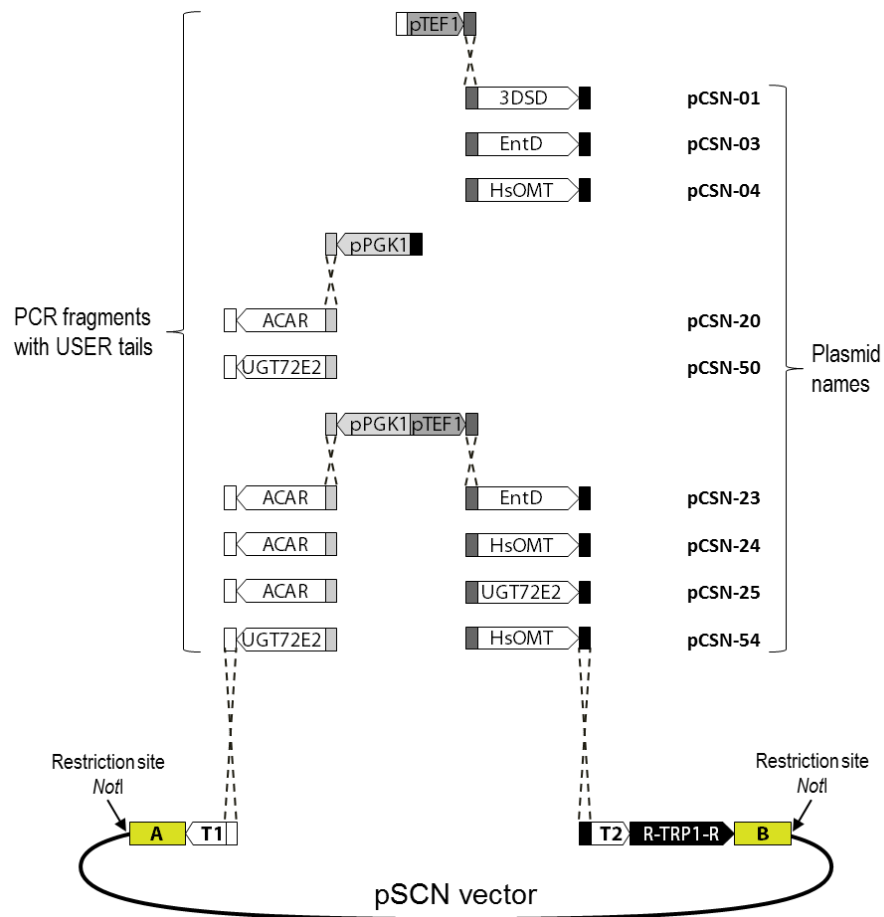 pTEF1
3DSD pCSN-01
EntD pCSN-03
HsOMT pCSN-04
pPGK1
PCR fragments
with USER tails
ACAR pCSN-20
UGT72E2 pCSN-50
Plasmid
names
pPGK1 pTEF1
ACAR EntD pCSN-23
ACAR HsOMT pCSN-24
ACAR UGT72E2 pCSN-25
UGT72E2 HsOMT pCSN-54
Restriction site
NotI
Restriction site
NotI
A T1 T2 R-TRP1-R B
pSCN vector